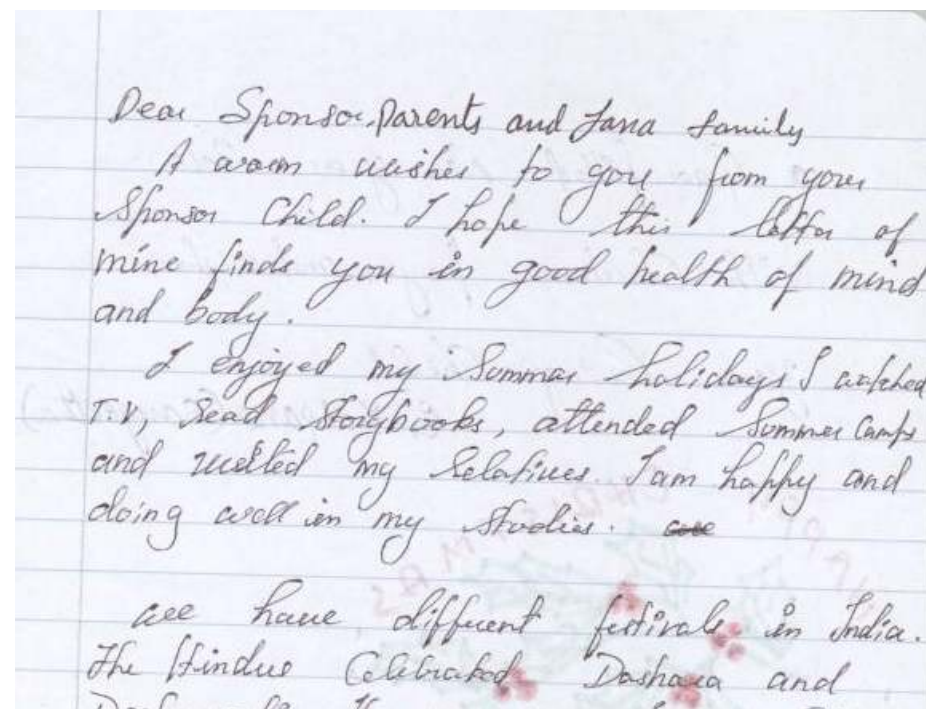 Dear Sponsor Parents and Jana family
A warm wishes to you from your
Sponsor Child. I hope this letter of
mine finds you in good health of mind
and body.
I enjoyed my Summar holidays I watched
T.V, read Storybooks, attended Summer Camps
and my relatives. I am happy and
doing well in my studies.
we have different festivals in India.
The Hindus Celebrated Dashara and